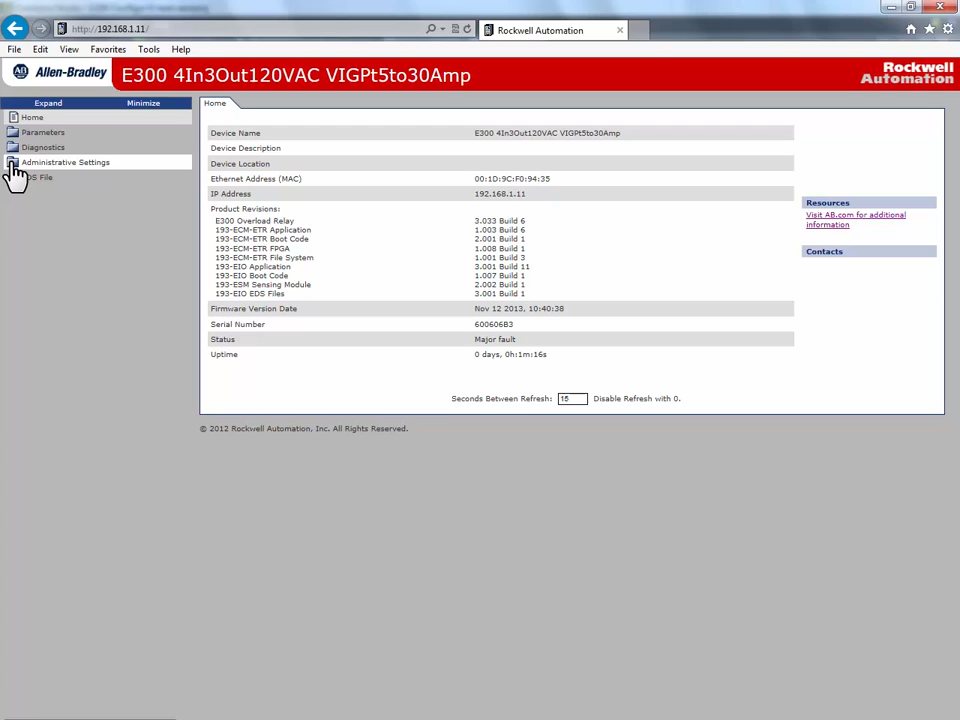 http://192.168.1.11/
Rockwell Automation
File Edit View Favorites Tools Help
Allen-Bradley
E300 4In3Out120VAC VIGPt5to30Amp
Rockwell
Automation
Expand Minimize
Home
Parameters
Diagnostics
Administrative Settings
DS File
Home
Device Name E300 4In3Out120VAC VIGPt5to30Amp
Device Description
Device Location
Ethernet Address (MAC) 00:1D:9C:F0:94:35
IP Address 192.168.1.11
Product Revisions:
E300 Overload Relay 3.033 Build 6
193-ECM-ETR Application 1.003 Build 6
193-ECM-ETR Boot Code 2.001 Build 1
193-ECM-ETR FPGA 1.008 Build 1
193-ECM-ETR File System 1.001 Build 3
193-EIO Application 3.001 Build 11
193-EIO Boot Code 1.007 Build 1
193-ESM Sensing Module 2.002 Build 1
193-EIO EDS Files 3.001 Build 1
Firmware Version Date Nov 12 2013, 10:40:38
Serial Number 600606B3
Status Major fault
Uptime 0 days, 0h:1m:16s
Seconds Between Refresh: 15 Disable Refresh with 0.
Resources
Visit AB.com for additional
information
Contacts
© 2012 Rockwell Automation, Inc. All Rights Reserved.